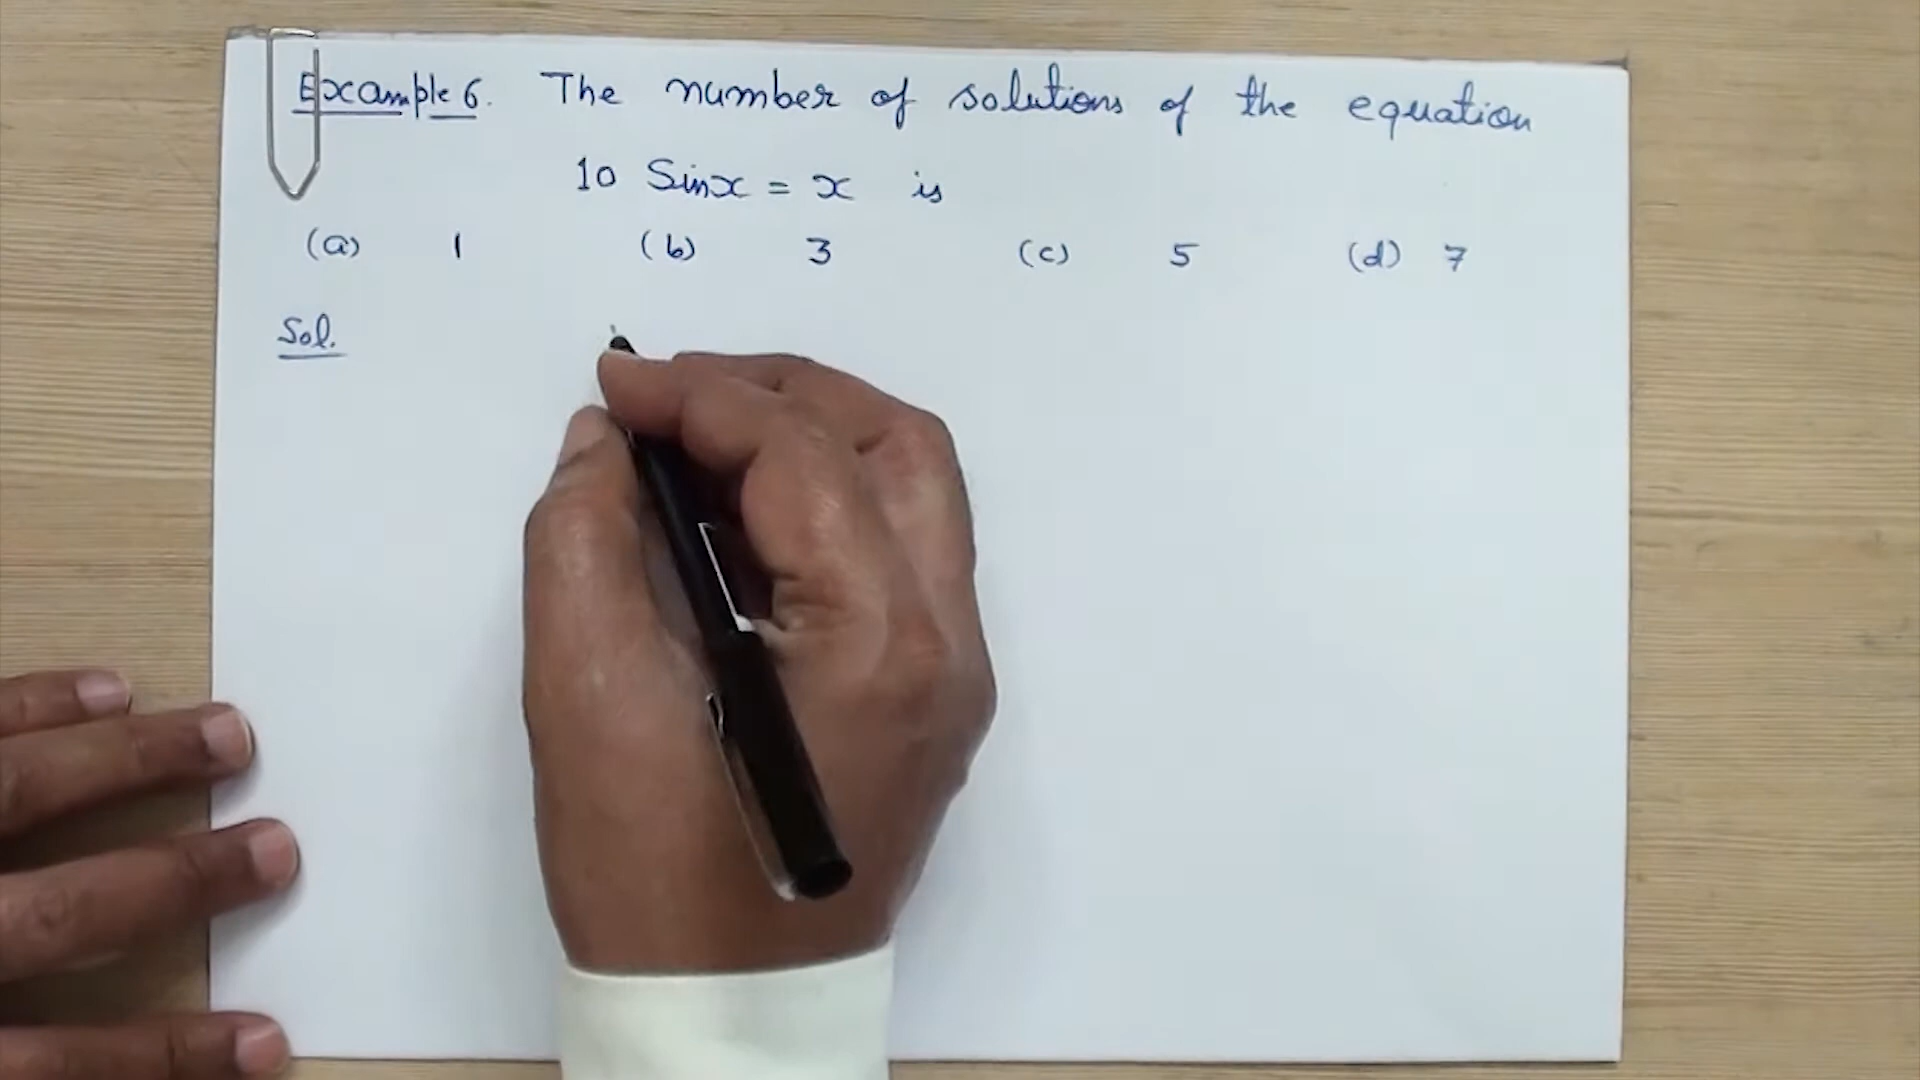 Example 6. The number of solutions of the equation
10 Sinx = x is
(a) 1 (b) 3 (c) 5 (d) 7
Sol.